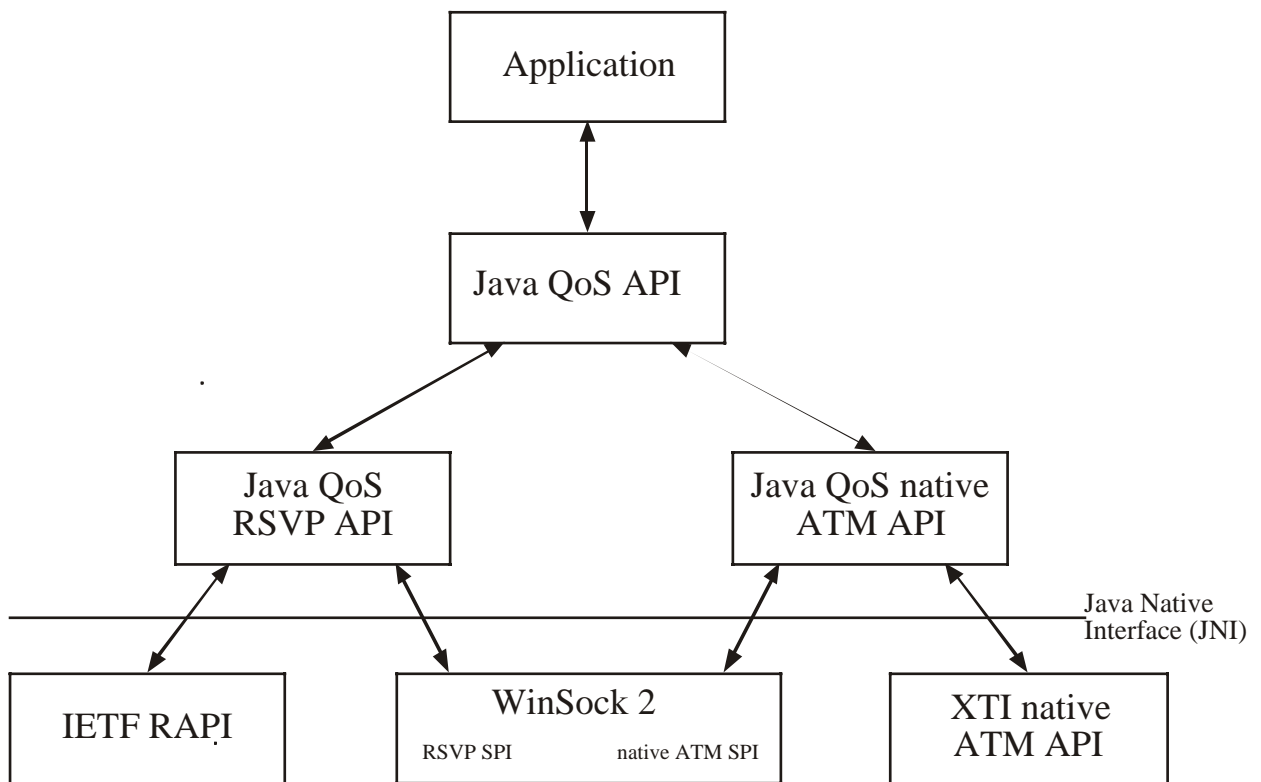 Application
Java QoS API
Java QoS
RSVP API
Java QoS native
ATM API
Java Native
Interface (JNI)
IETF RAPI
WinSock 2
RSVP SPI
native ATM SPI
XTI native
ATM API